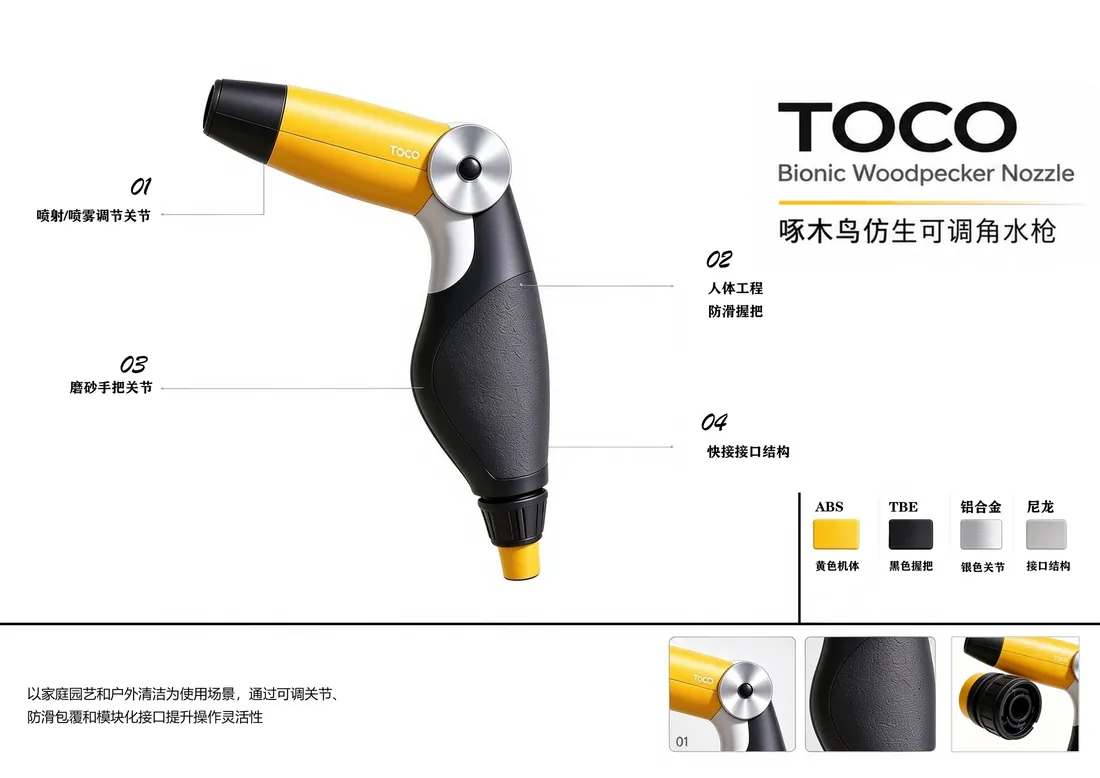 TOCO
Bionic Woodpecker Nozzle
啄木鸟仿生可调角水枪
TOCO
01
喷射/喷雾调节关节
02
人体工程
防滑握把
03
磨砂手把关节
04
快接接口结构
ABS
TBE
铝合金
尼龙
黄色机体
黑色握把
银色关节
接口结构
以家庭园艺和户外清洁为使用场景，通过可调关节、
防滑包覆和模块化接口提升操作灵活性
TOCO
01
TOCO